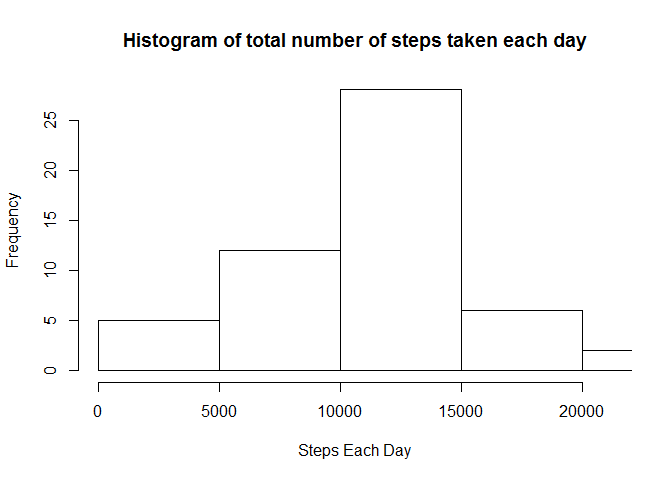 Histogram of total number of steps taken each day
Frequency
25
20
15
10
5
0
0 5000 10000 15000 20000
Steps Each Day